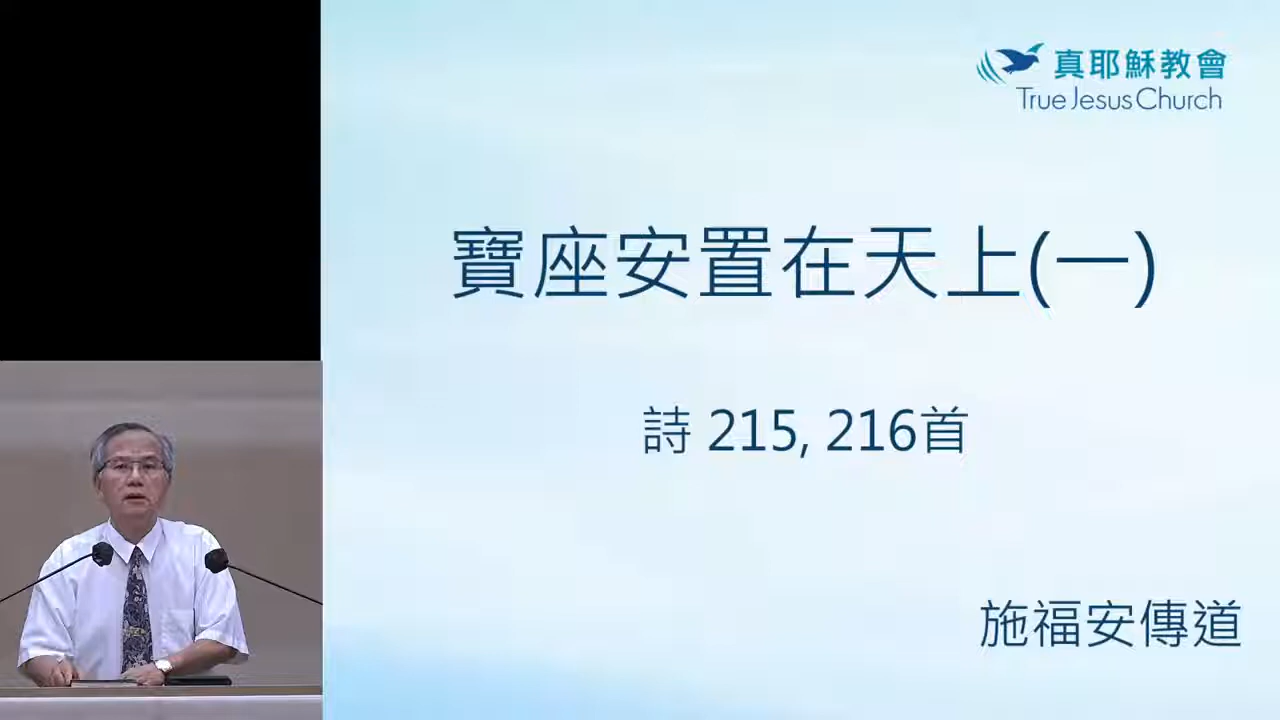 真耶穌教會
True Jesus Church
寶座安置在天上(一)
詩 215, 216首
施福安傳道